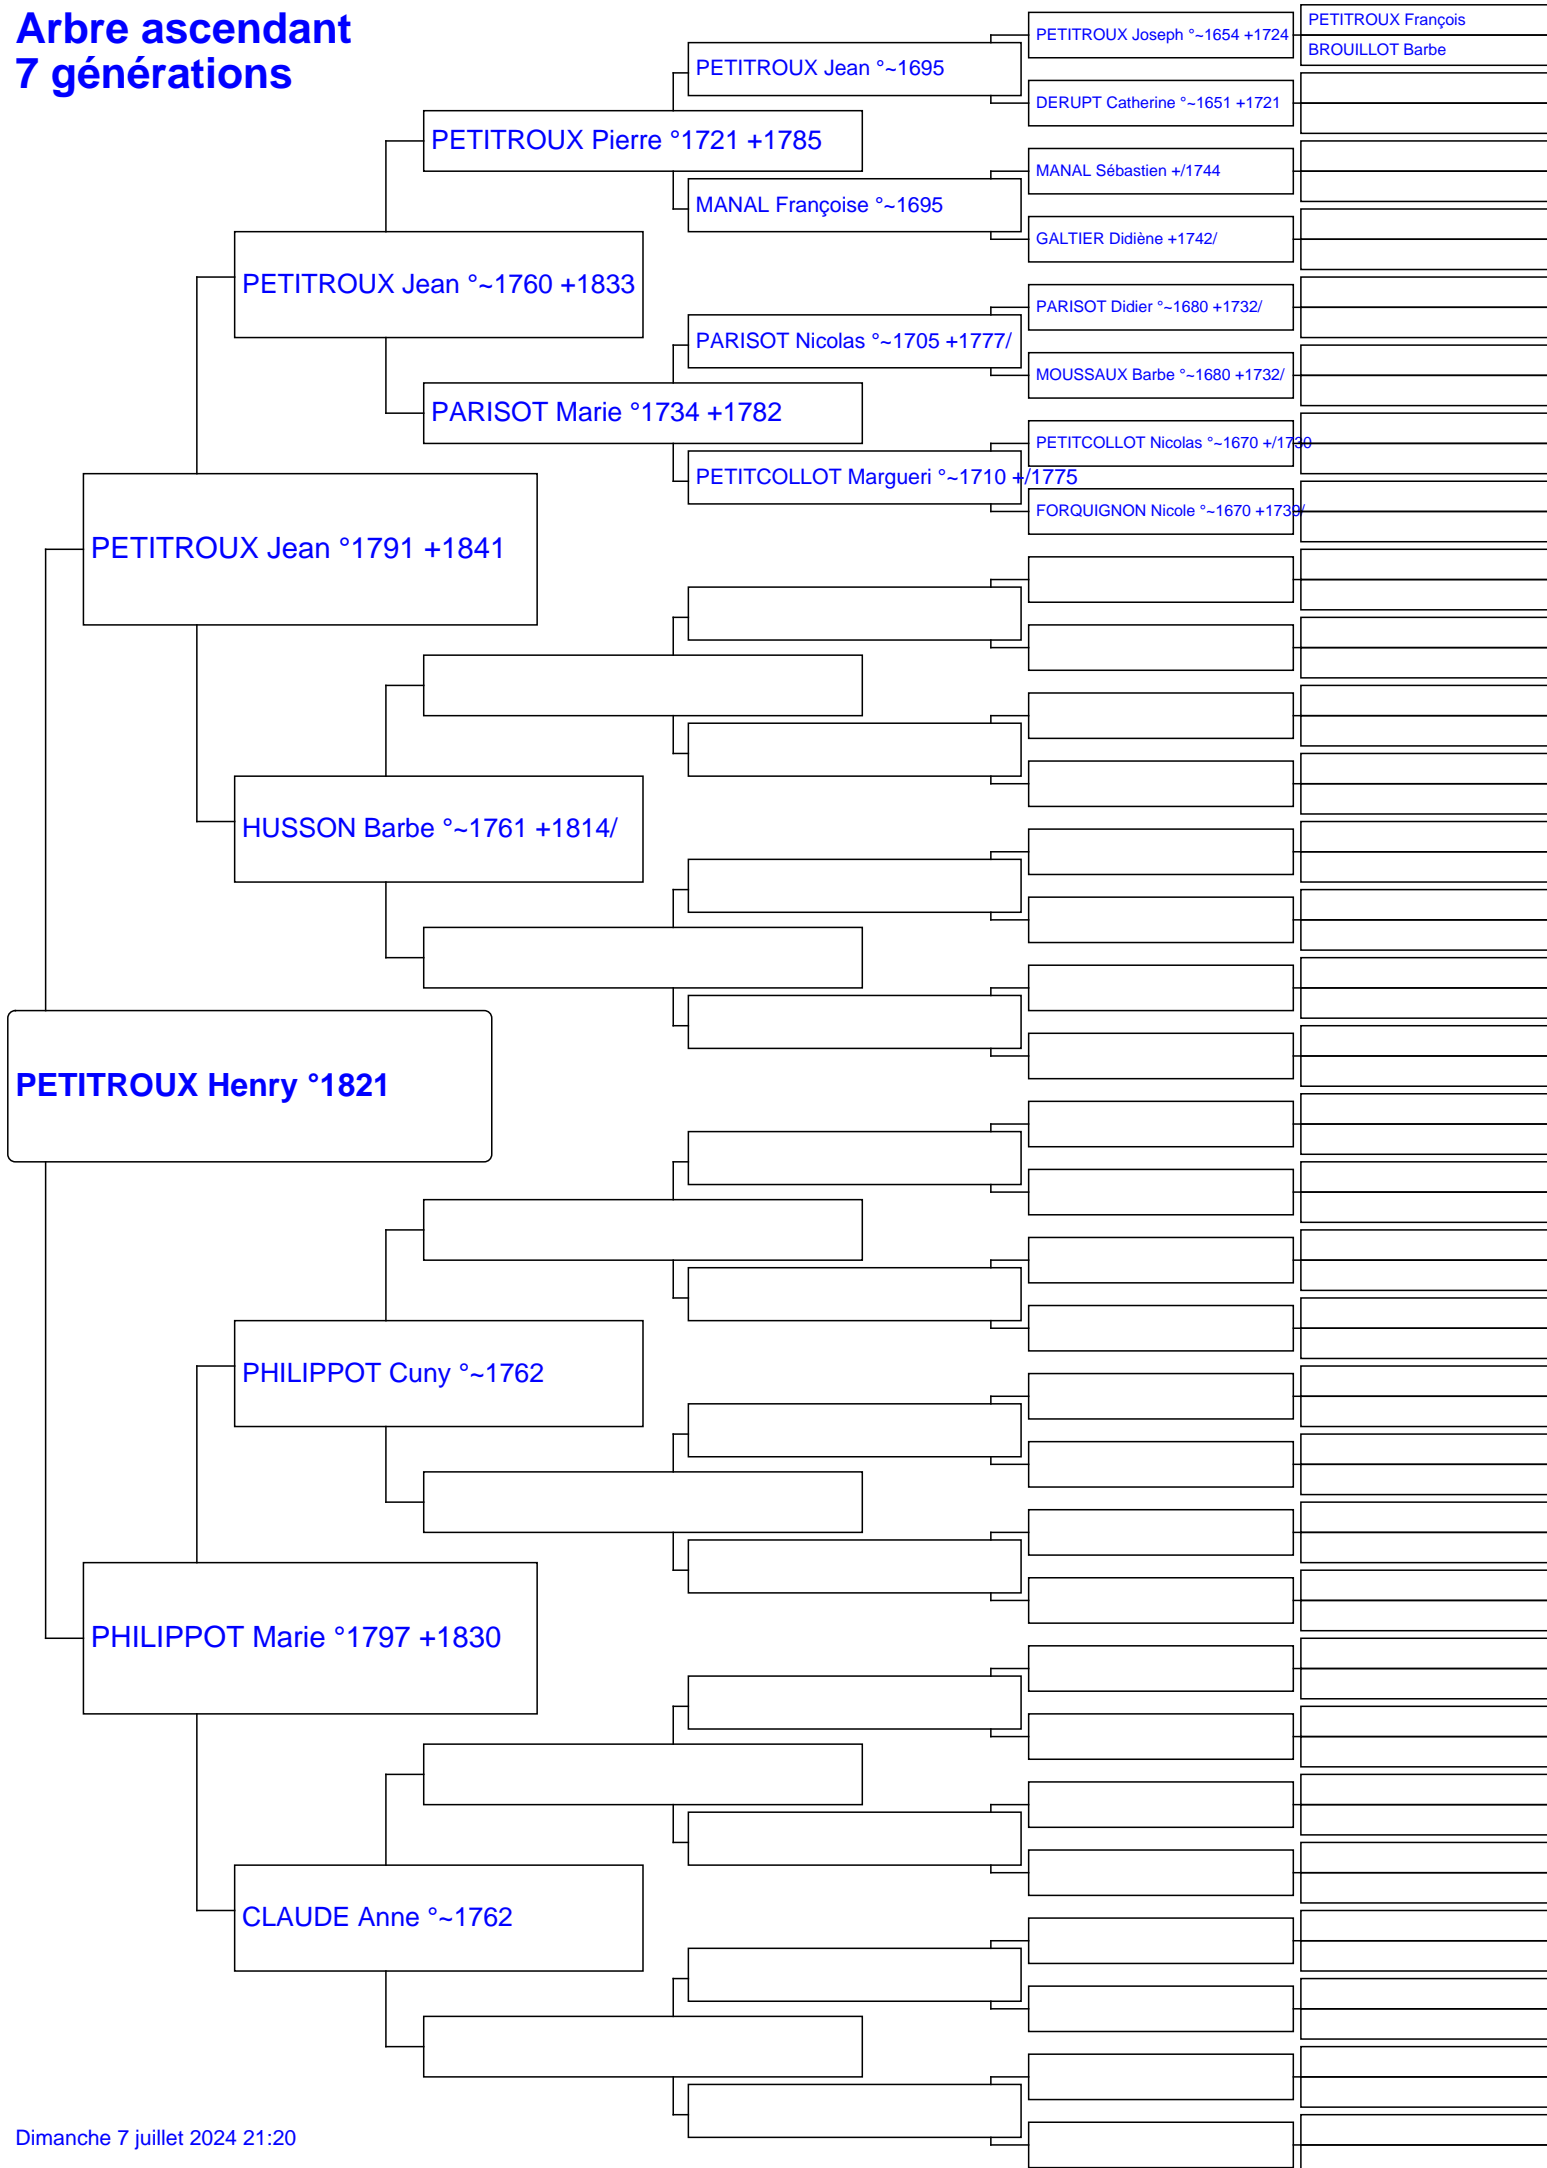 Arbre ascendant
7 générations
PETITROUX Joseph °~1654 +1724
PETITROUX François
BROUILLOT Barbe
PETITROUX Jean °~1695
DERUPT Catherine °~1651 +1721
PETITROUX Pierre °1721 +1785
MANAL Sébastien +/1744
MANAL Françoise °~1695
GALTIER Didiène +1742/
PETITROUX Jean °~1760 +1833
PARISOT Didier °~1680 +1732/
PARISOT Nicolas °~1705 +1777/
MOUSSAUX Barbe °~1680 +1732/
PARISOT Marie °1734 +1782
PETITCOLLOT Nicolas °~1670 +/1730
PETITCOLLOT Margueri °~1710 +/1775
FORQUIGNON Nicole °~1670 +1739/
PETITROUX Jean °1791 +1841
HUSSON Barbe °~1761 +1814/
PETITROUX Henry °1821
PHILIPPOT Cuny °~1762
PHILIPPOT Marie °1797 +1830
CLAUDE Anne °~1762
Dimanche 7 juillet 2024 21:20